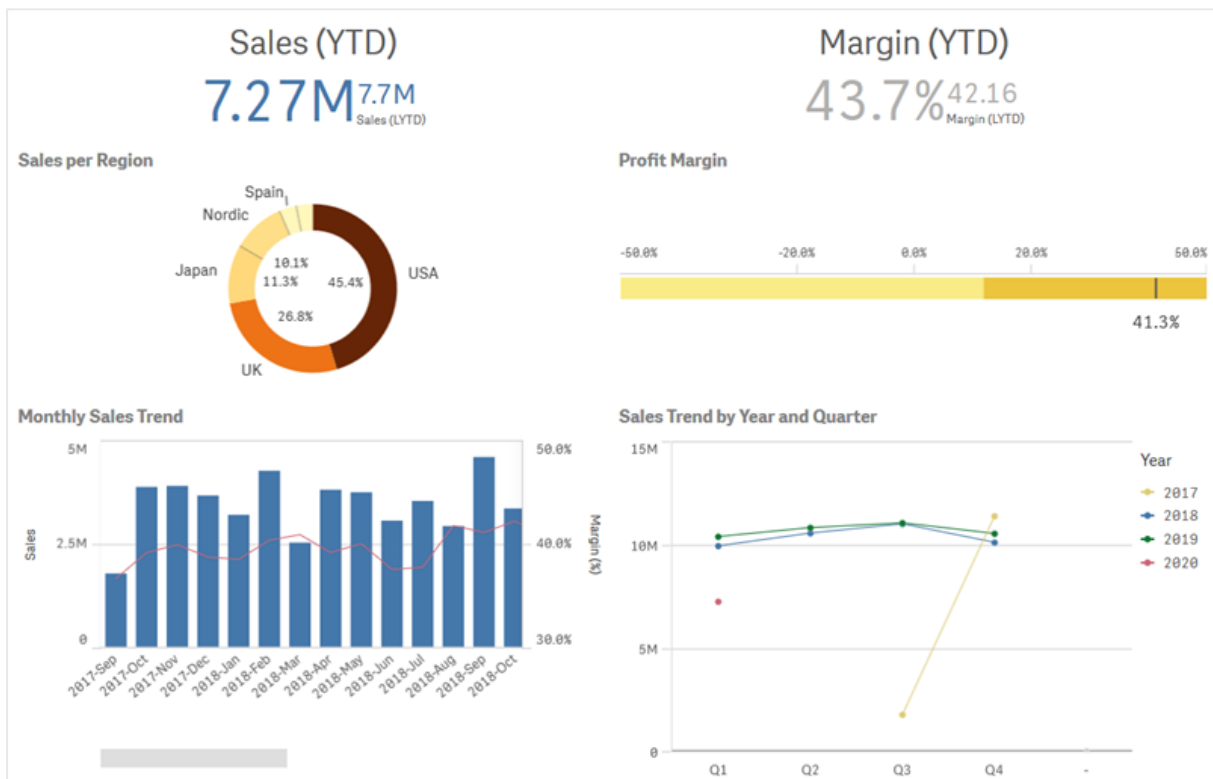 Sales (YTD)
7.27M 7.7M
Sales (LYTD)
Margin (YTD)
43.7% 42.16
Margin (LYTD)
Sales per Region
Spain
Nordic
Japan
USA
UK
10.1%
11.3%
45.4%
26.8%
Profit Margin
-50.0% -20.0% 0.0% 20.0% 50.0%
41.3%
Monthly Sales Trend
5M
2.5M
0
Sales
50.0%
40.0%
30.0%
Margin (%)
2017-Sep
2017-Oct
2017-Nov
2017-Dec
2018-Jan
2018-Feb
2018-Mar
2018-Apr
2018-May
2018-Jun
2018-Jul
2018-Aug
2018-Sep
2018-Oct
Sales Trend by Year and Quarter
15M
10M
5M
0
Q1 Q2 Q3 Q4 -
Year
2017
2018
2019
2020